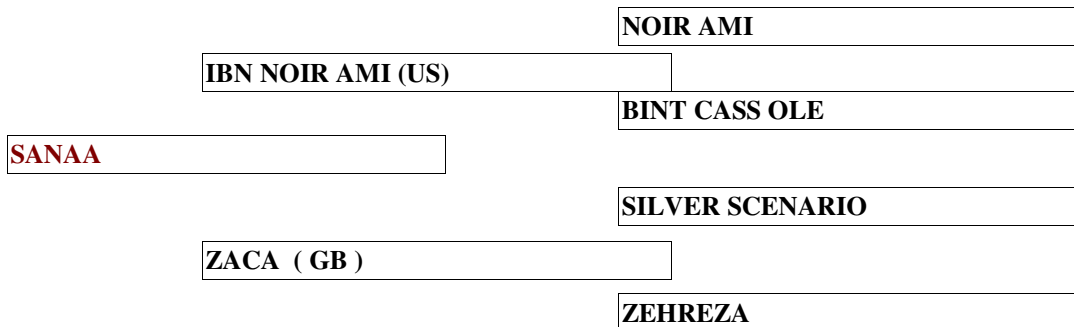 NOIR AMI
IBN NOIR AMI (US)
BINT CASS OLE
SANAA
SILVER SCENARIO
ZACA ( GB )
ZEHREZA